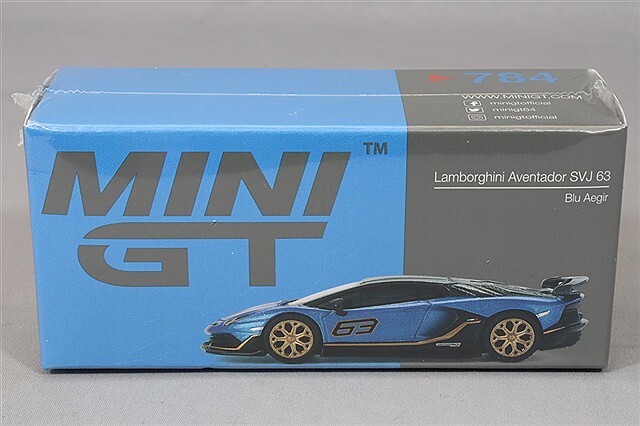 784
WWW.MINIGT.COM
minigtofficial
minigt64
minigtofficial
MINI
GT
TM
Lamborghini Aventador SVJ 63
Blu Aegir
63